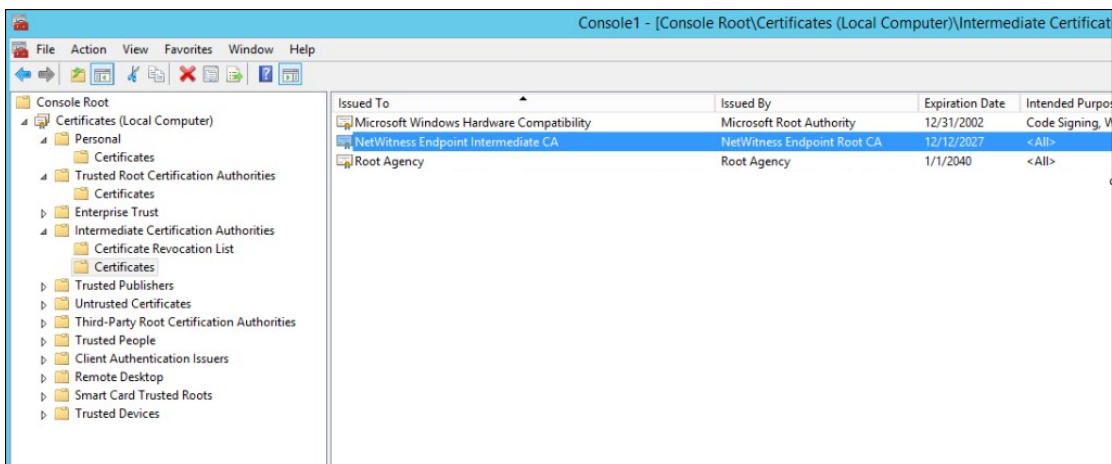 Console1 - [Console Root\Certificates (Local Computer)\Intermediate Certificat
File Action View Favorites Window Help
Console Root
Certificates (Local Computer)
Personal
Certificates
Trusted Root Certification Authorities
Certificates
Enterprise Trust
Intermediate Certification Authorities
Certificate Revocation List
Certificates
Trusted Publishers
Untrusted Certificates
Third-Party Root Certification Authorities
Trusted People
Client Authentication Issuers
Remote Desktop
Smart Card Trusted Roots
Trusted Devices
Issued To Issued By Expiration Date Intended Purpos
Microsoft Windows Hardware Compatibility Microsoft Root Authority 12/31/2002 Code Signing, W
NetWitness Endpoint Intermediate CA NetWitness Endpoint Root CA 12/12/2027 <All>
Root Agency Root Agency 1/1/2040 <All>